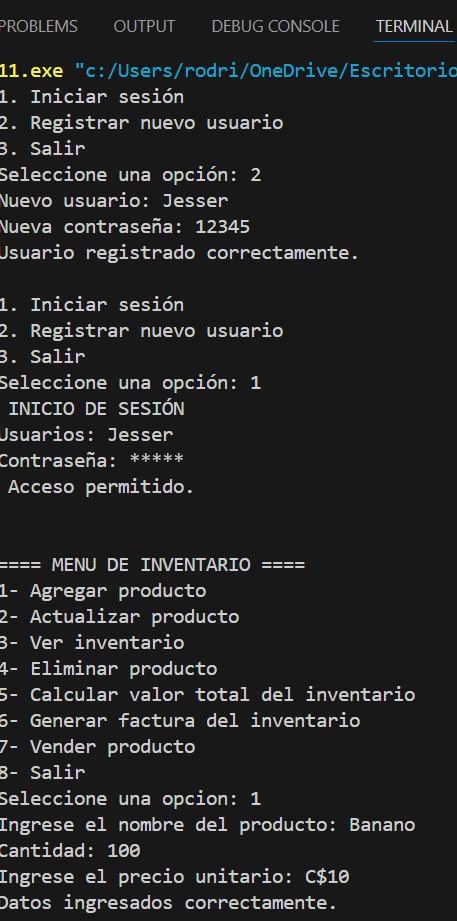 PROBLEMS OUTPUT DEBUG CONSOLE TERMINAL
11.exe "c:/Users/rodri/OneDrive/Escritorio
1. Iniciar sesión
2. Registrar nuevo usuario
3. Salir
Seleccione una opción: 2
Nuevo usuario: Jesser
Nueva contraseña: 12345
Usuario registrado correctamente.
1. Iniciar sesión
2. Registrar nuevo usuario
3. Salir
Seleccione una opción: 1
INICIO DE SESIÓN
Usuarios: Jesser
Contraseña: *****
Acceso permitido.
==== MENU DE INVENTARIO ====
1- Agregar producto
2- Actualizar producto
3- Ver inventario
4- Eliminar producto
5- Calcular valor total del inventario
6- Generar factura del inventario
7- Vender producto
8- Salir
Seleccione una opcion: 1
Ingrese el nombre del producto: Banano
Cantidad: 100
Ingrese el precio unitario: C$10
Datos ingresados correctamente.